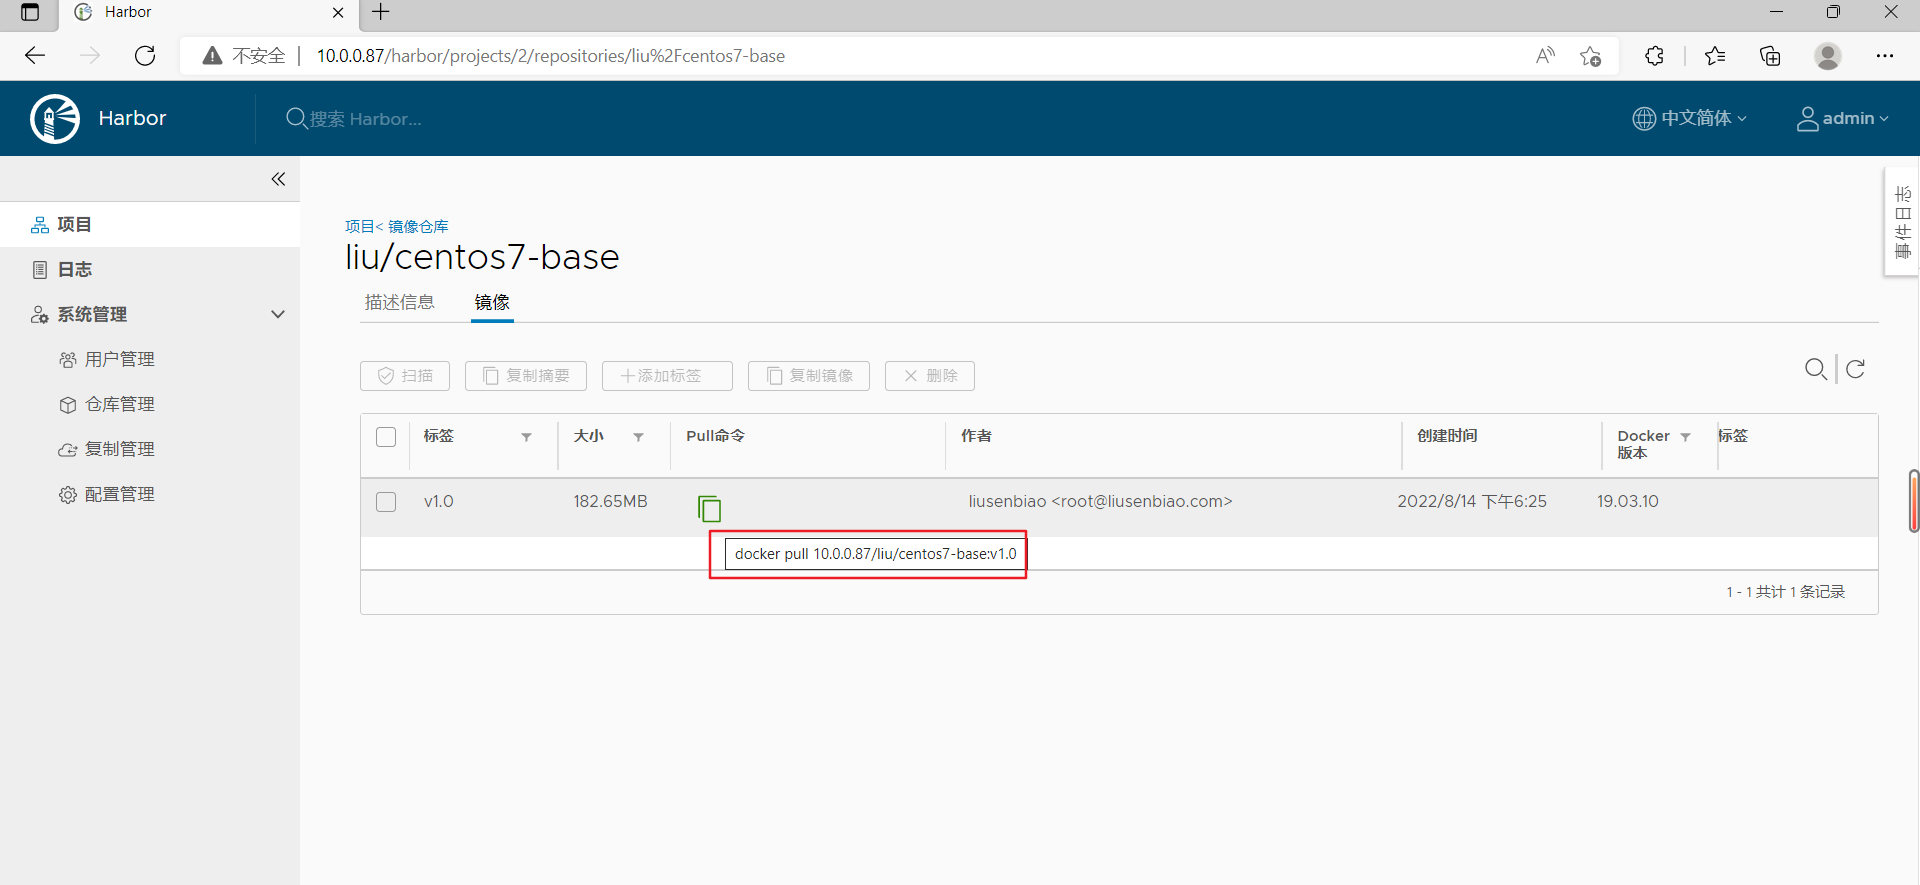 Harbor
不安全
10.0.0.87/harbor/projects/2/repositories/liu%2Fcentos7-base
Harbor
搜索 Harbor...
中文简体
admin
事件日志
项目
日志
系统管理
用户管理
仓库管理
复制管理
配置管理
项目< 镜像仓库
liu/centos7-base
描述信息 镜像
扫描 复制摘要 +添加标签 复制镜像 × 删除
标签 大小 Pull命令 作者 创建时间 Docker 版本 标签
v1.0 182.65MB liusenbiao <root@liusenbiao.com> 2022/8/14 下午6:25 19.03.10
docker pull 10.0.0.87/liu/centos7-base:v1.0
1 - 1 共计 1 条记录